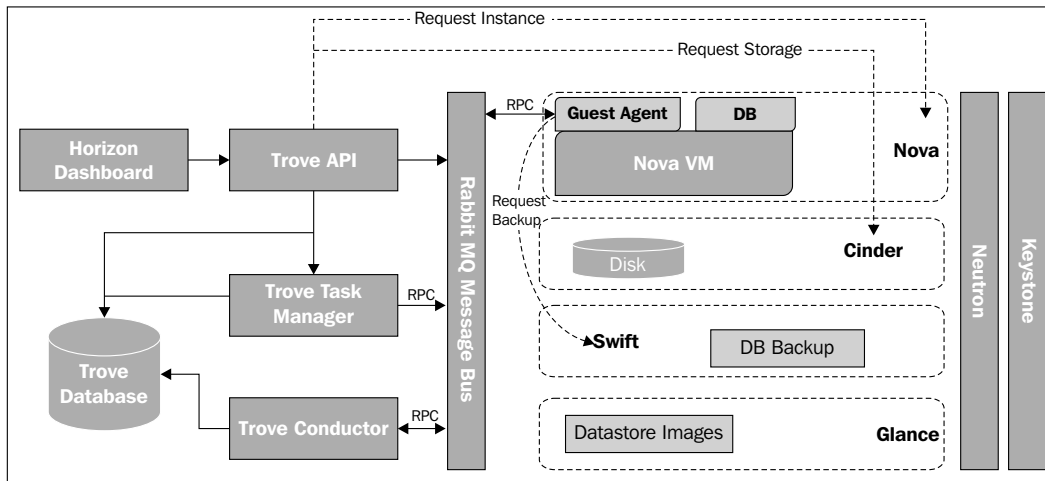 Request Instance
Request Storage
RPC
Guest Agent
DB
Horizon
Dashboard
Trove API
Nova VM
Nova
Rabbit MQ Message Bus
Request
Backup
Neutron
Keystone
Disk
Cinder
Trove Task
Manager
RPC
Swift
DB Backup
Trove
Database
Trove Conductor
RPC
Datastore Images
Glance